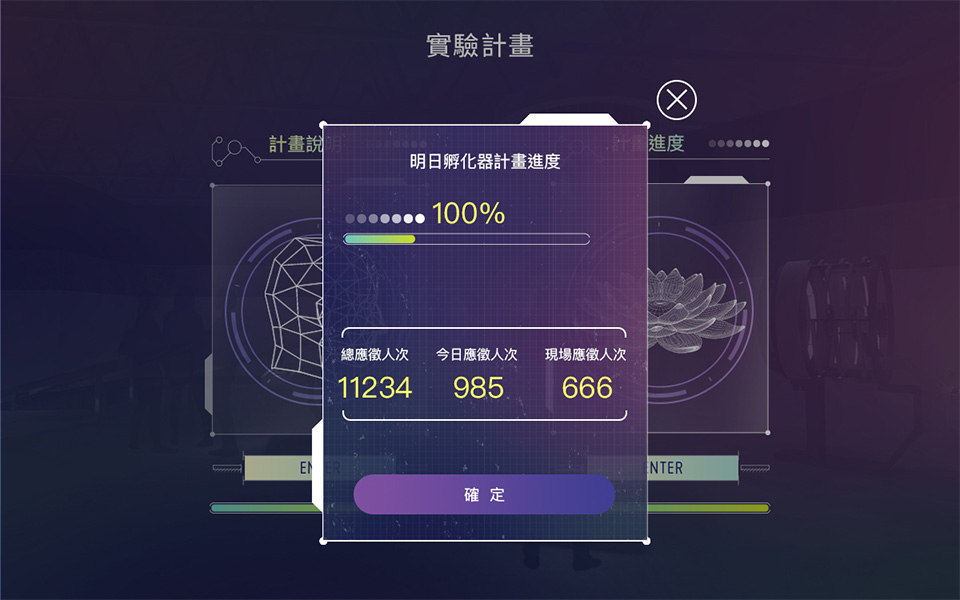 實驗計畫
計畫說明
計畫進度
明日孵化器計畫進度
100%
總應徵人次
今日應徵人次
現場應徵人次
11234
985
666
ENTER
ENTER
確定